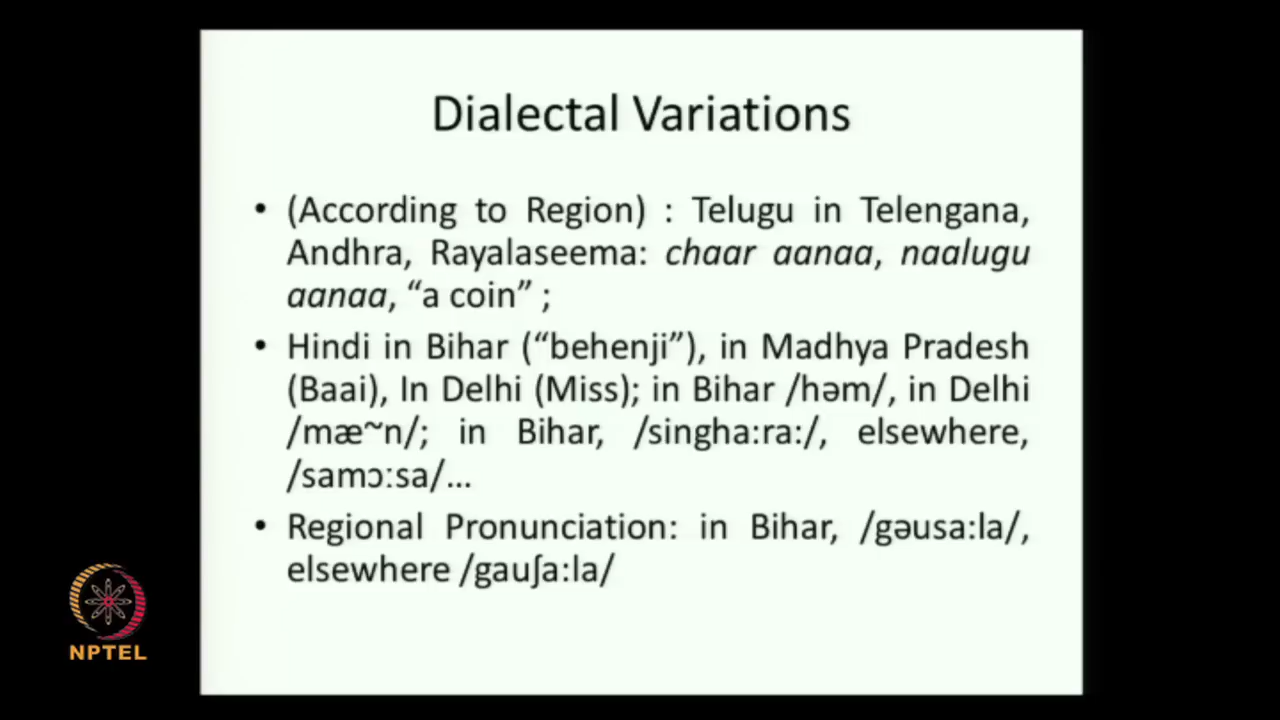 Dialectal Variations
• (According to Region) : Telugu in Telengana,
Andhra, Rayalaseema: chaar aanaa, naalugu
aanaa, “a coin” ;
• Hindi in Bihar (“behenji”), in Madhya Pradesh
(Baai), In Delhi (Miss); in Bihar /həm/, in Delhi
/mæ~n/; in Bihar, /singha:ra:/, elsewhere,
/samɔ:sa/...
• Regional Pronunciation: in Bihar, /gəusa:la/,
elsewhere /gauʃa:la/
NPTEL